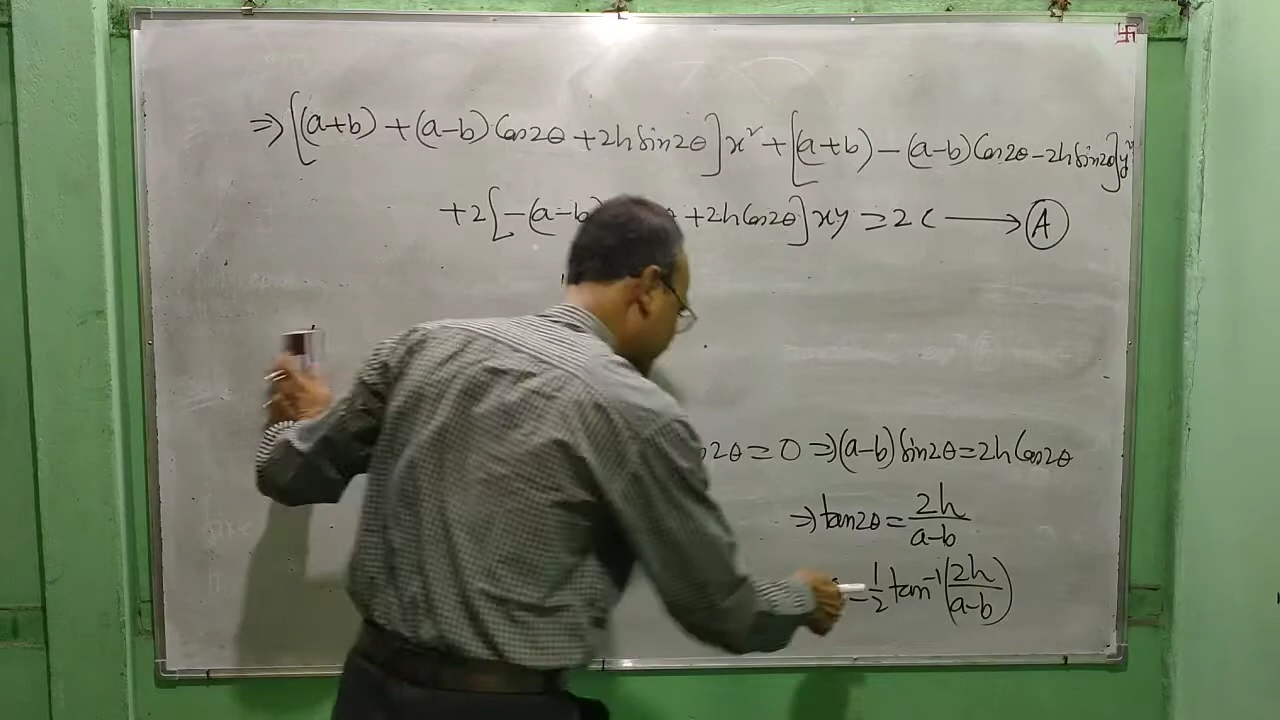 ⇒ [(a+b) + (a-b) Cos2θ + 2h Sin2θ] x² + [(a+b) - (a-b) Cos2θ - 2h Sin2θ] y²
+ 2[-(a-b) + 2h Cos2θ] xy = 2c ⟶ (A)
2θ = 0 ⇒ (a-b) Sin2θ = 2h Cos2θ
⇒ tan2θ = 2h/(a-b)
= 1/2 tan⁻¹(2h/(a-b))